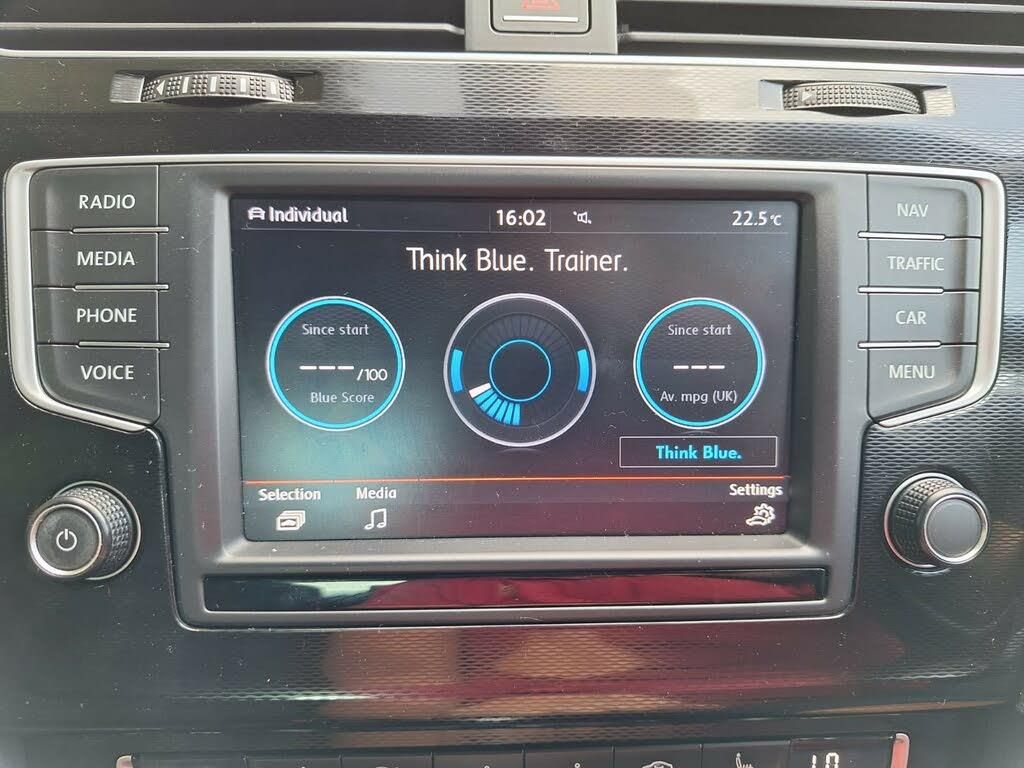 RADIO
MEDIA
PHONE
VOICE
Individual 16:02 22.5°C
Think Blue. Trainer.
Since start
---/100
Blue Score
Since start
---
Av. mpg (UK)
Think Blue.
Selection Media Settings
NAV
TRAFFIC
CAR
MENU